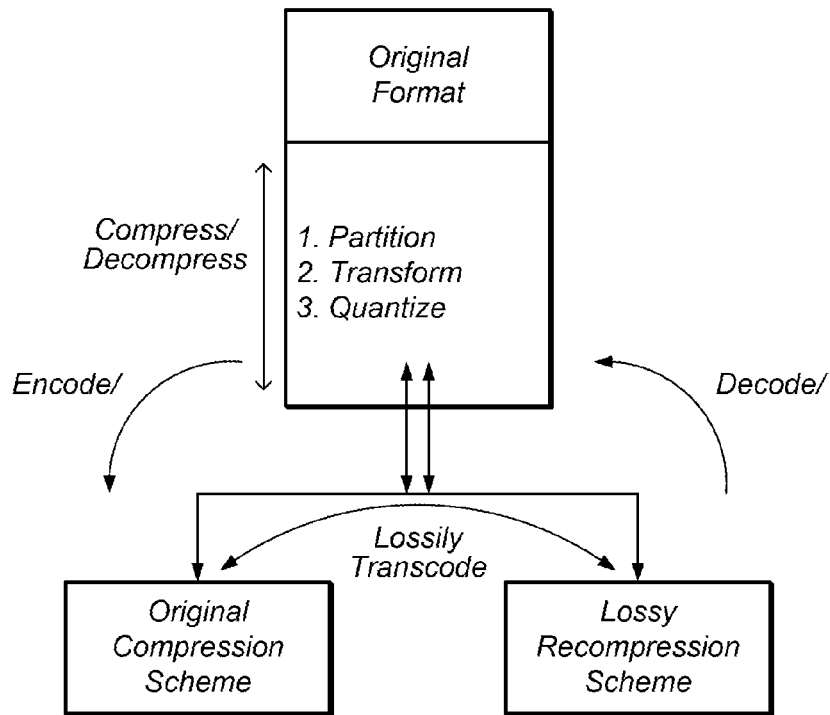 Original
Format
Compress/
Decompress
1. Partition
2. Transform
3. Quantize
Encode/
Decode/
Lossily
Transcode
Original
Compression
Scheme
Lossy
Recompression
Scheme